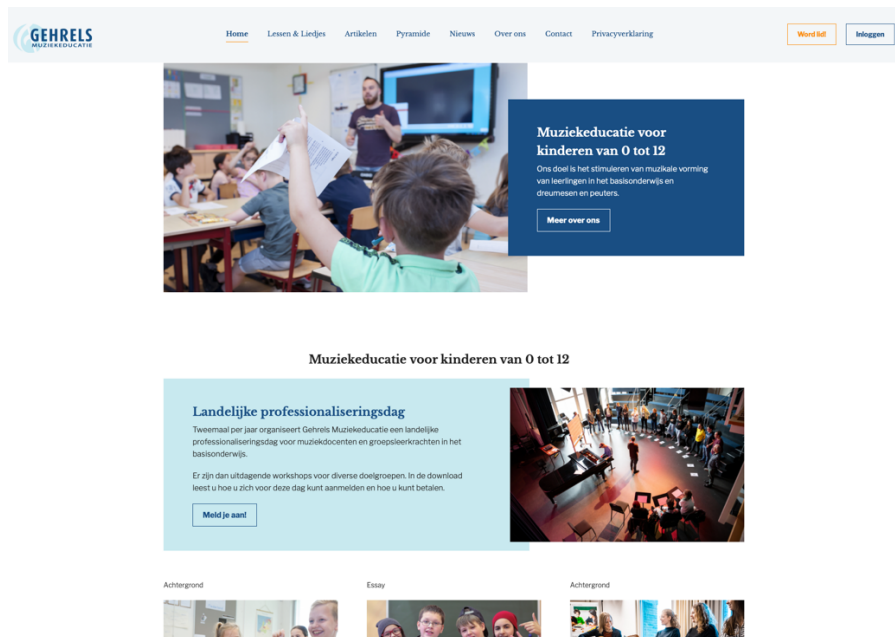 GEHRELS
MUZIEKEDUCATIE
Home Lessen & Liedjes Artikelen Pyramide Nieuws Over ons Contact Privacyverklaring
Word lid! Inloggen
Muziekeducatie voor
kinderen van 0 tot 12
Ons doel is het stimuleren van muzikale vorming
van leerlingen in het basisonderwijs en
dreumesen en peuters.
Meer over ons
Muziekeducatie voor kinderen van 0 tot 12
Landelijke professionaliseringsdag
Tweemaal per jaar organiseert Gehrels Muziekeducatie een landelijke
professionaliseringsdag voor muziekdocenten en groepsleerkrachten in het
basisonderwijs.
Er zijn dan uitdagende workshops voor diverse doelgroepen. In de download
leest u hoe u zich voor deze dag kunt aanmelden en hoe u kunt betalen.
Meld je aan!
Achtergrond Essay Achtergrond